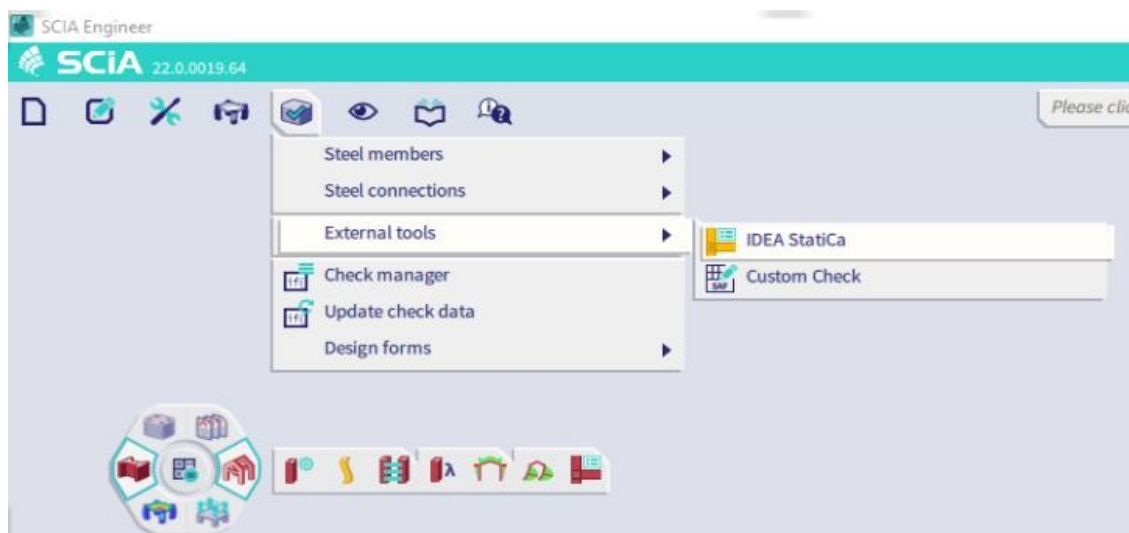 SCIA Engineer
SCiA 22.0.0019.64
Please clic
Steel members
Steel connections
External tools
IDEA StatiCa
Check manager
Custom Check
Update check data
Design forms